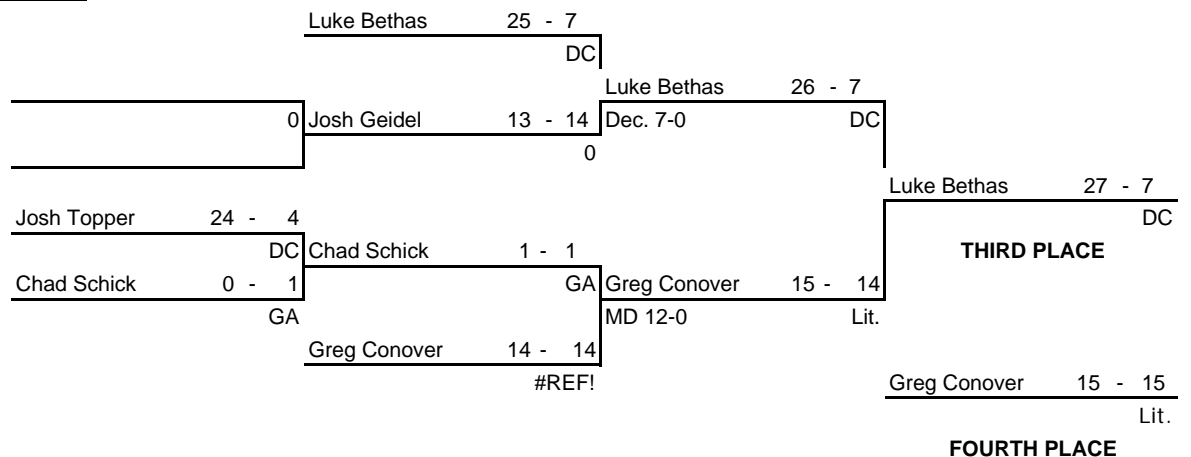 Luke Bethas 25 - 7
DC
Luke Bethas 26 - 7
0 Josh Geidel 13 - 14 Dec. 7-0 DC
0
Luke Bethas 27 - 7
Josh Topper 24 - 4 DC
DC Chad Schick 1 - 1 THIRD PLACE
Chad Schick 0 - 1 GA Greg Conover 15 - 14
GA MD 12-0 Lit.
Greg Conover 14 - 14
#REF! Greg Conover 15 - 15
Lit.
FOURTH PLACE